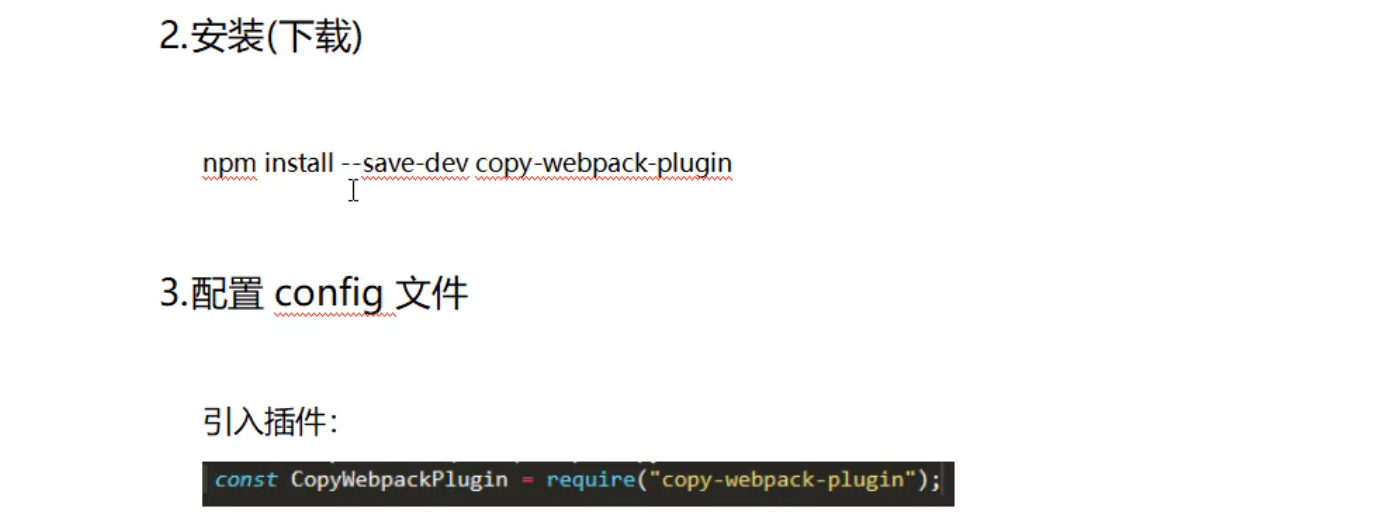 2.安装(下载)
npm install --save-dev copy-webpack-plugin
3.配置 config 文件
引入插件：
const CopyWebpackPlugin = require("copy-webpack-plugin");